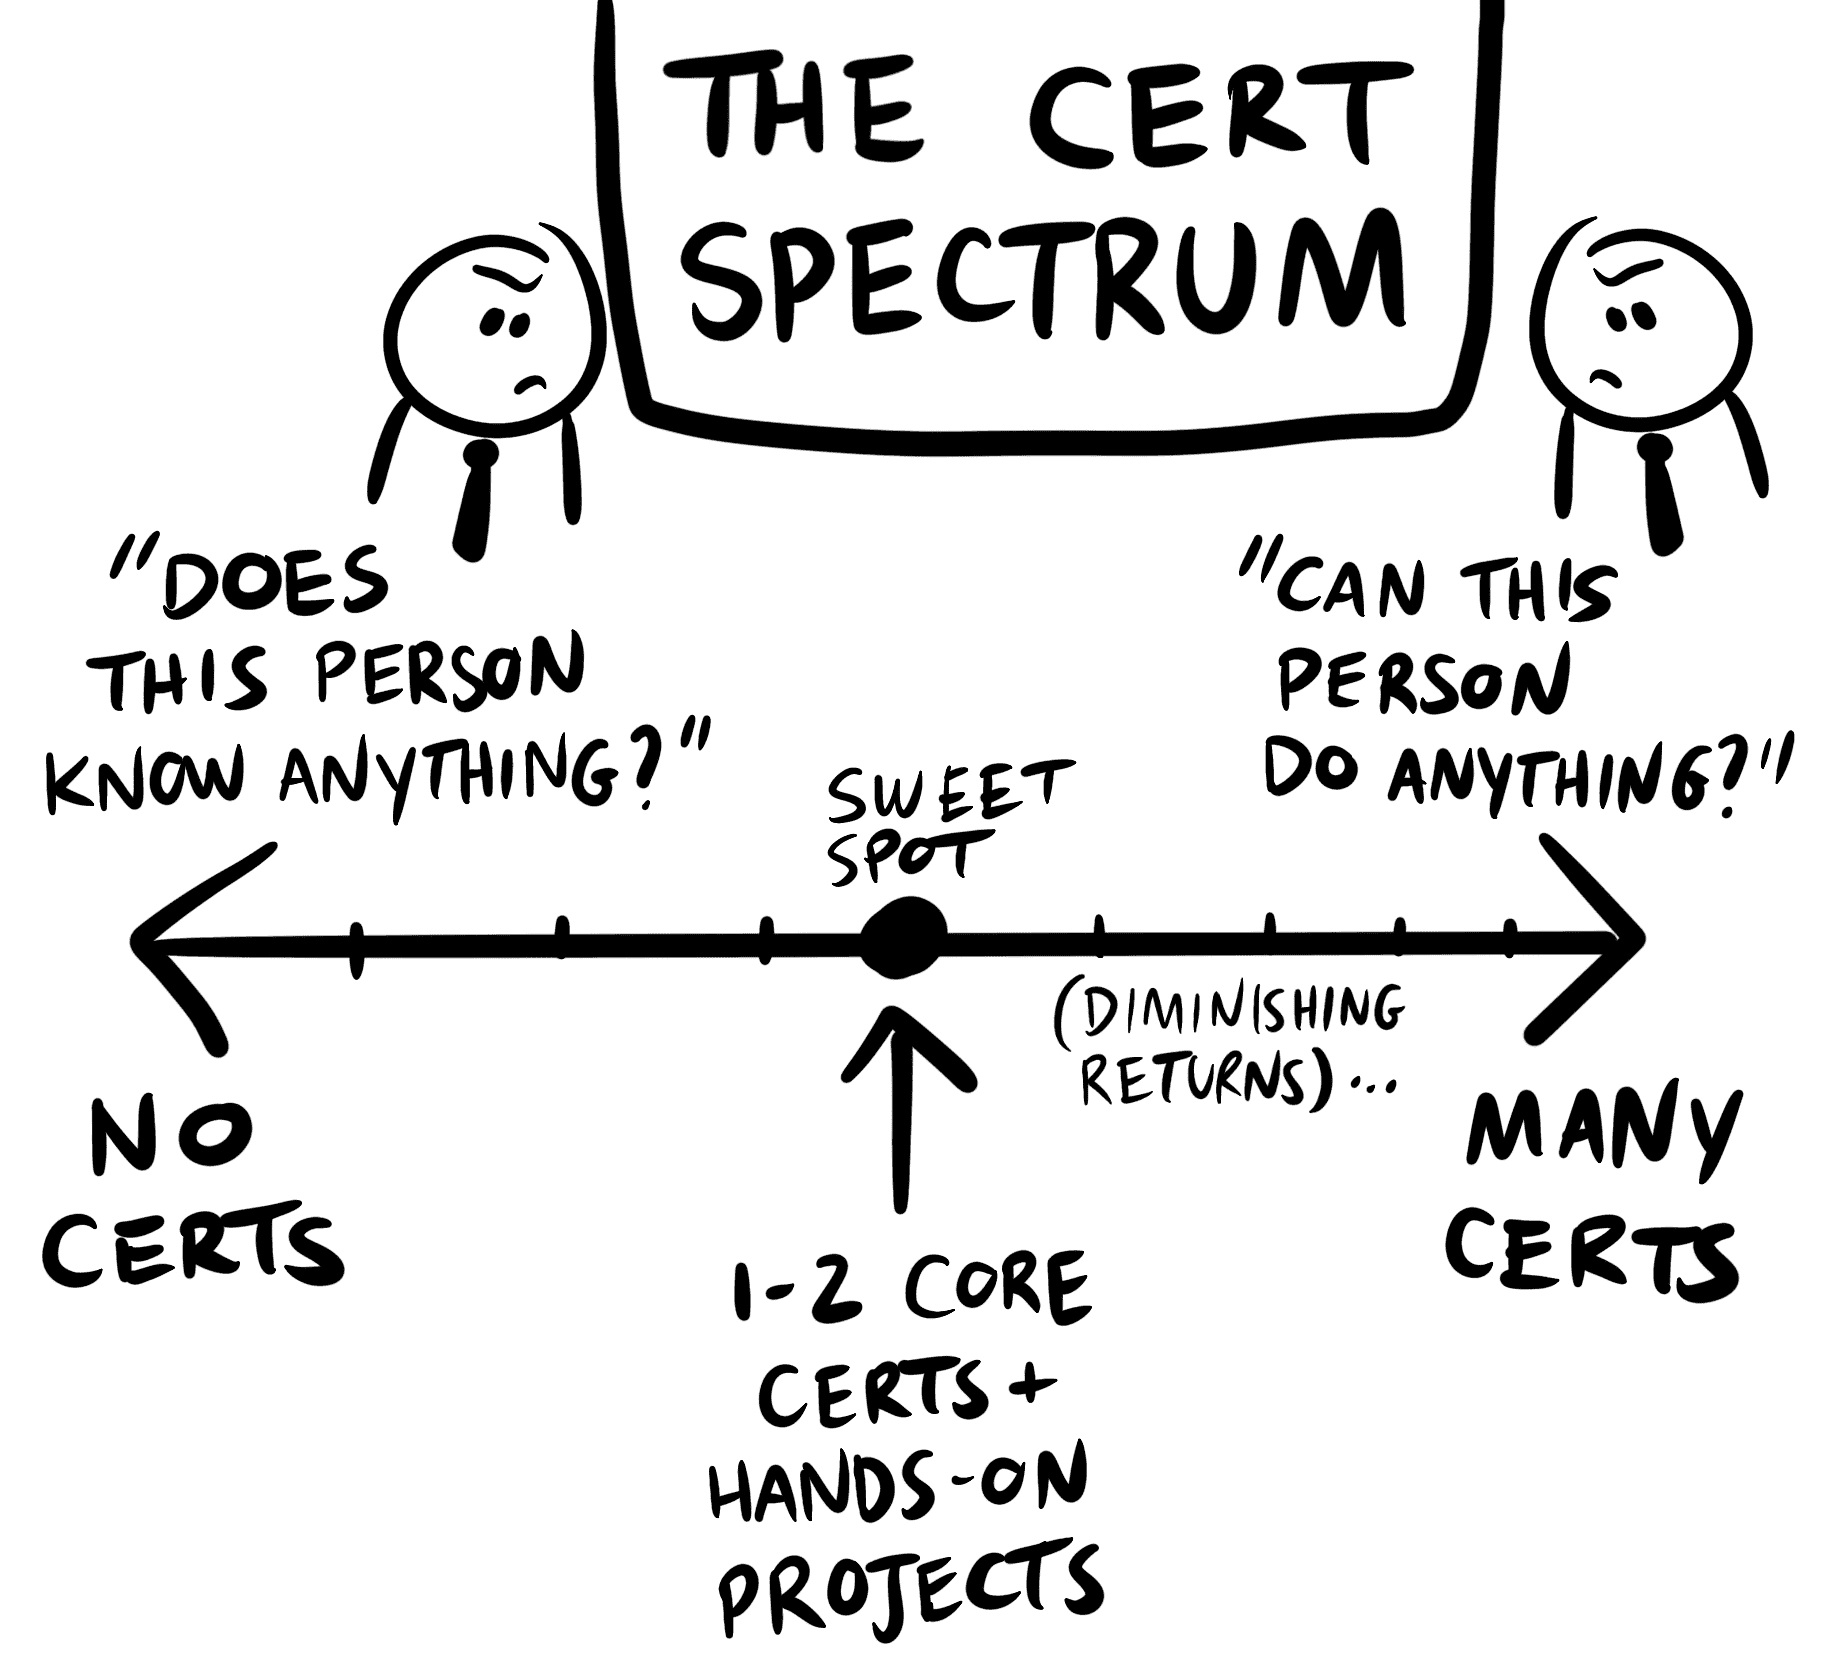 THE CERT
SPECTRUM
"DOES
THIS PERSON
KNOW ANYTHING?"
"CAN THIS
PERSON
DO ANYTHING?"
SWEET
SPOT
(DIMINISHING
RETURNS)...
NO
CERTS
MANY
CERTS
1-2 CORE
CERTS +
HANDS-ON
PROJECTS